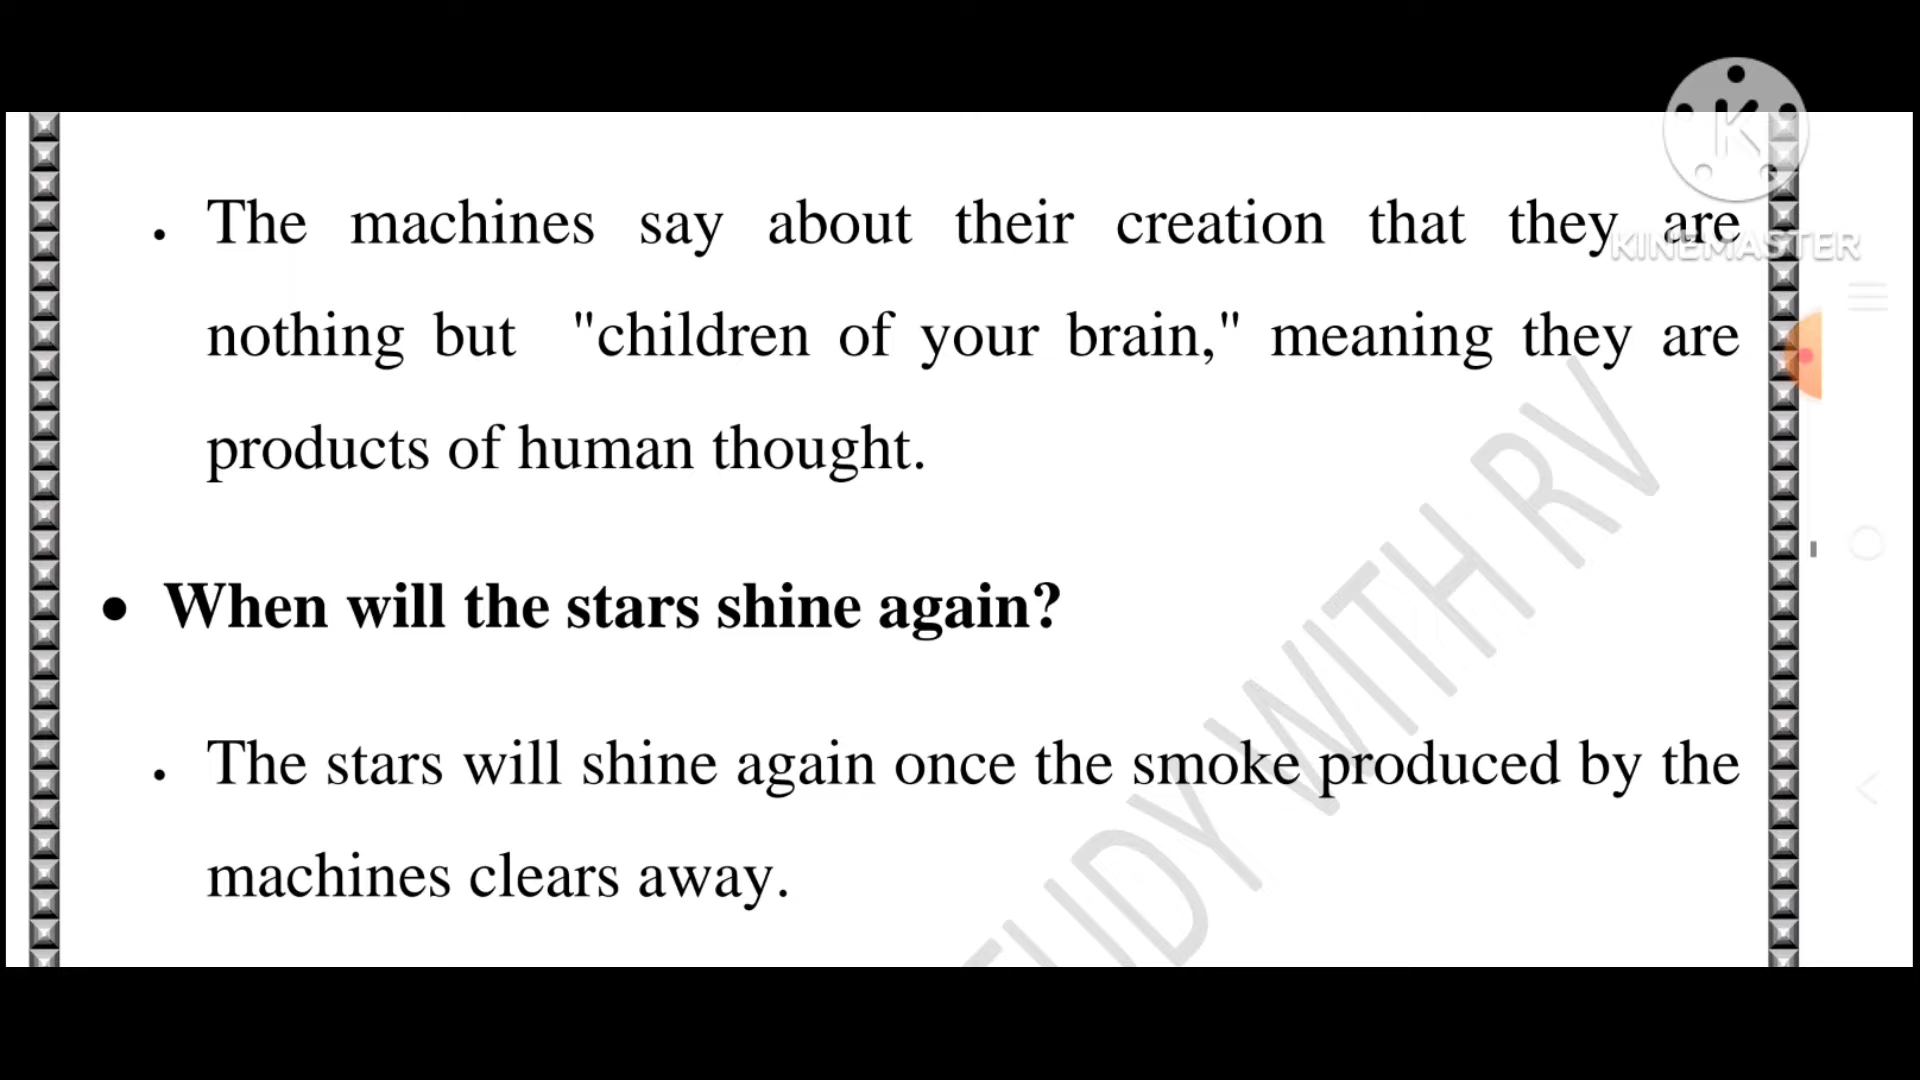 • The machines say about their creation that they are
nothing but "children of your brain," meaning they are
products of human thought.
• When will the stars shine again?
• The stars will shine again once the smoke produced by the
machines clears away.
KINEMASTER
UDY WITH RV